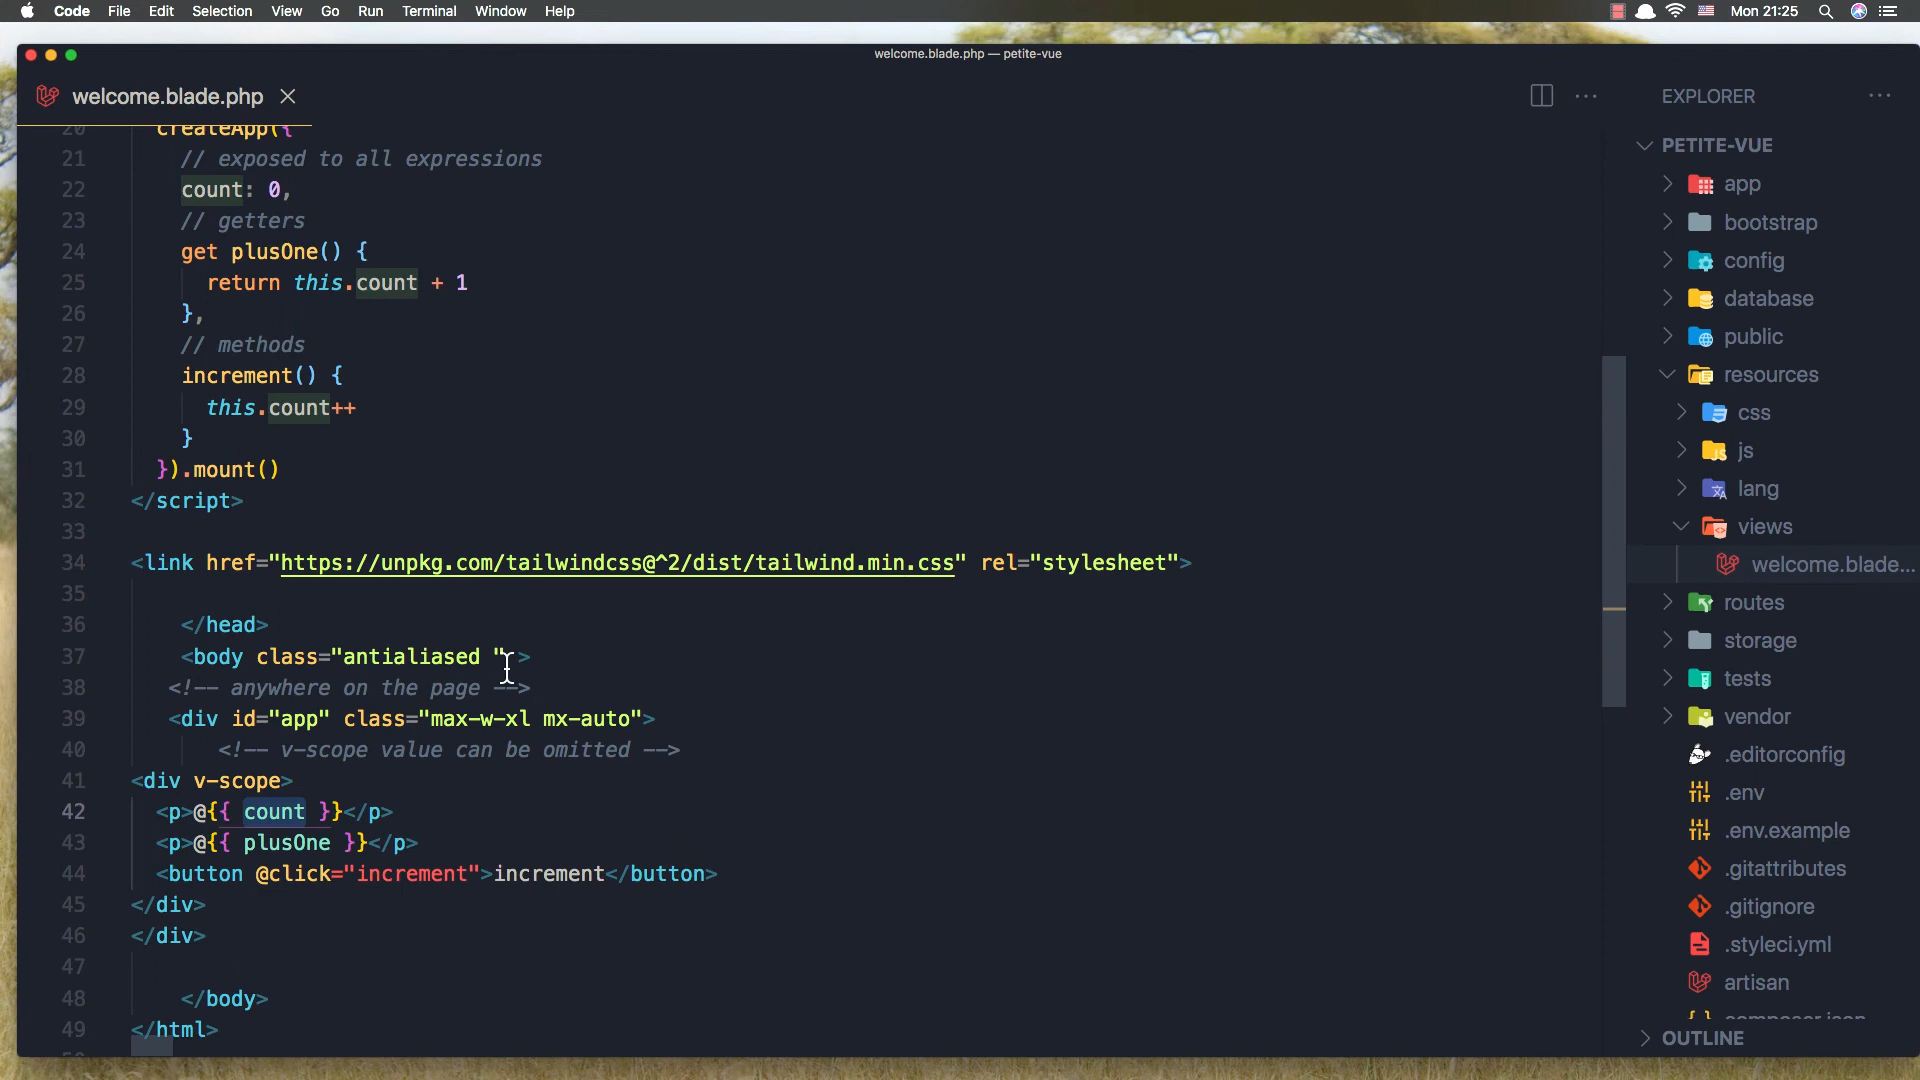 Code File Edit Selection View Go Run Terminal Window Help
Mon 21:25
welcome.blade.php — petite-vue
welcome.blade.php
20 createApp({
21 // exposed to all expressions
22 count: 0,
23 // getters
24 get plusOne() {
25 return this.count + 1
26 },
27 // methods
28 increment() {
29 this.count++
30 }
31 }).mount()
32 </script>
33
34 <link href="https://unpkg.com/tailwindcss@^2/dist/tailwind.min.css" rel="stylesheet">
35
36 </head>
37 <body class="antialiased ">
38 <!-- anywhere on the page -->
39 <div id="app" class="max-w-xl mx-auto">
40 <!-- v-scope value can be omitted -->
41 <div v-scope>
42 <p>@{{ count }}</p>
43 <p>@{{ plusOne }}</p>
44 <button @click="increment">increment</button>
45 </div>
46 </div>
47
48 </body>
49 </html>
EXPLORER
PETITE-VUE
app
bootstrap
config
database
public
resources
css
js
lang
views
welcome.blade...
routes
storage
tests
vendor
.editorconfig
.env
.env.example
.gitattributes
.gitignore
.styleci.yml
artisan
composer.json
OUTLINE